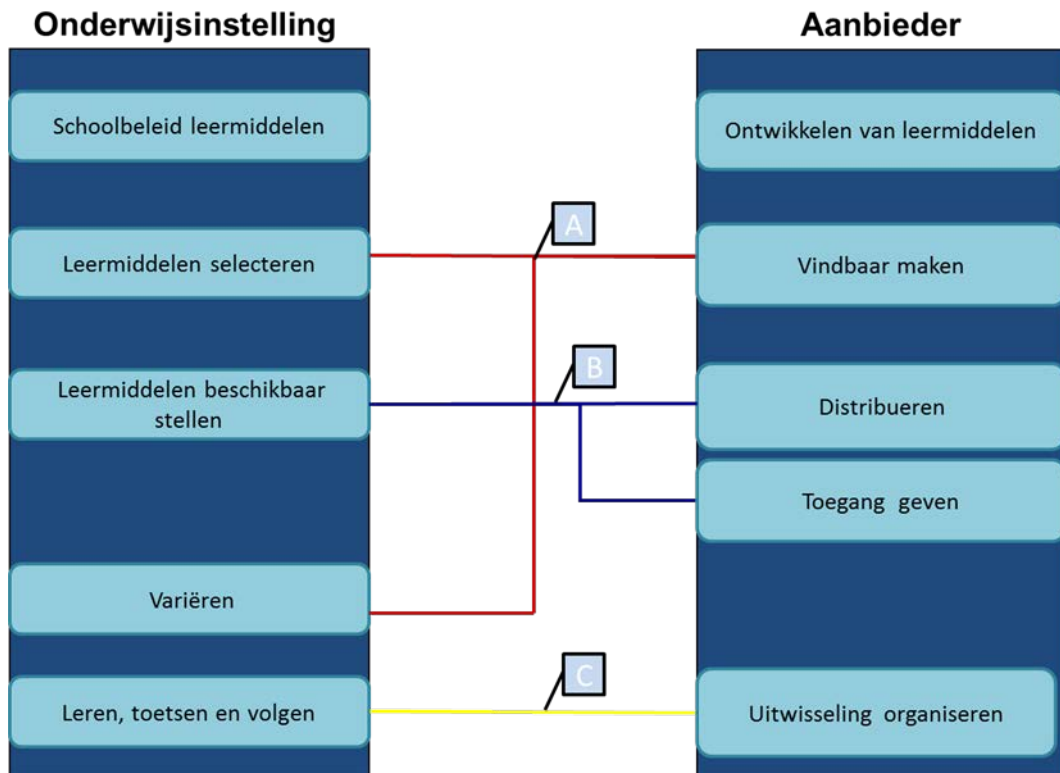 Onderwijsinstelling
Aanbieder
Schoolbeleid leermiddelen
Ontwikkelen van leermiddelen
A
Leermiddelen selecteren
Vindbaar maken
B
Leermiddelen beschikbaar
stellen
Distribueren
Toegang geven
Variëren
C
Leren, toetsen en volgen
Uitwisseling organiseren